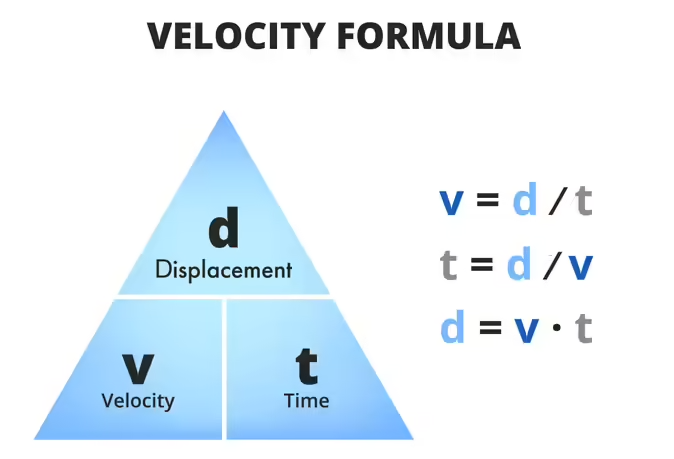 VELOCITY FORMULA
d
Displacement
v
Velocity
t
Time
v = d / t
t = d / v
d = v · t